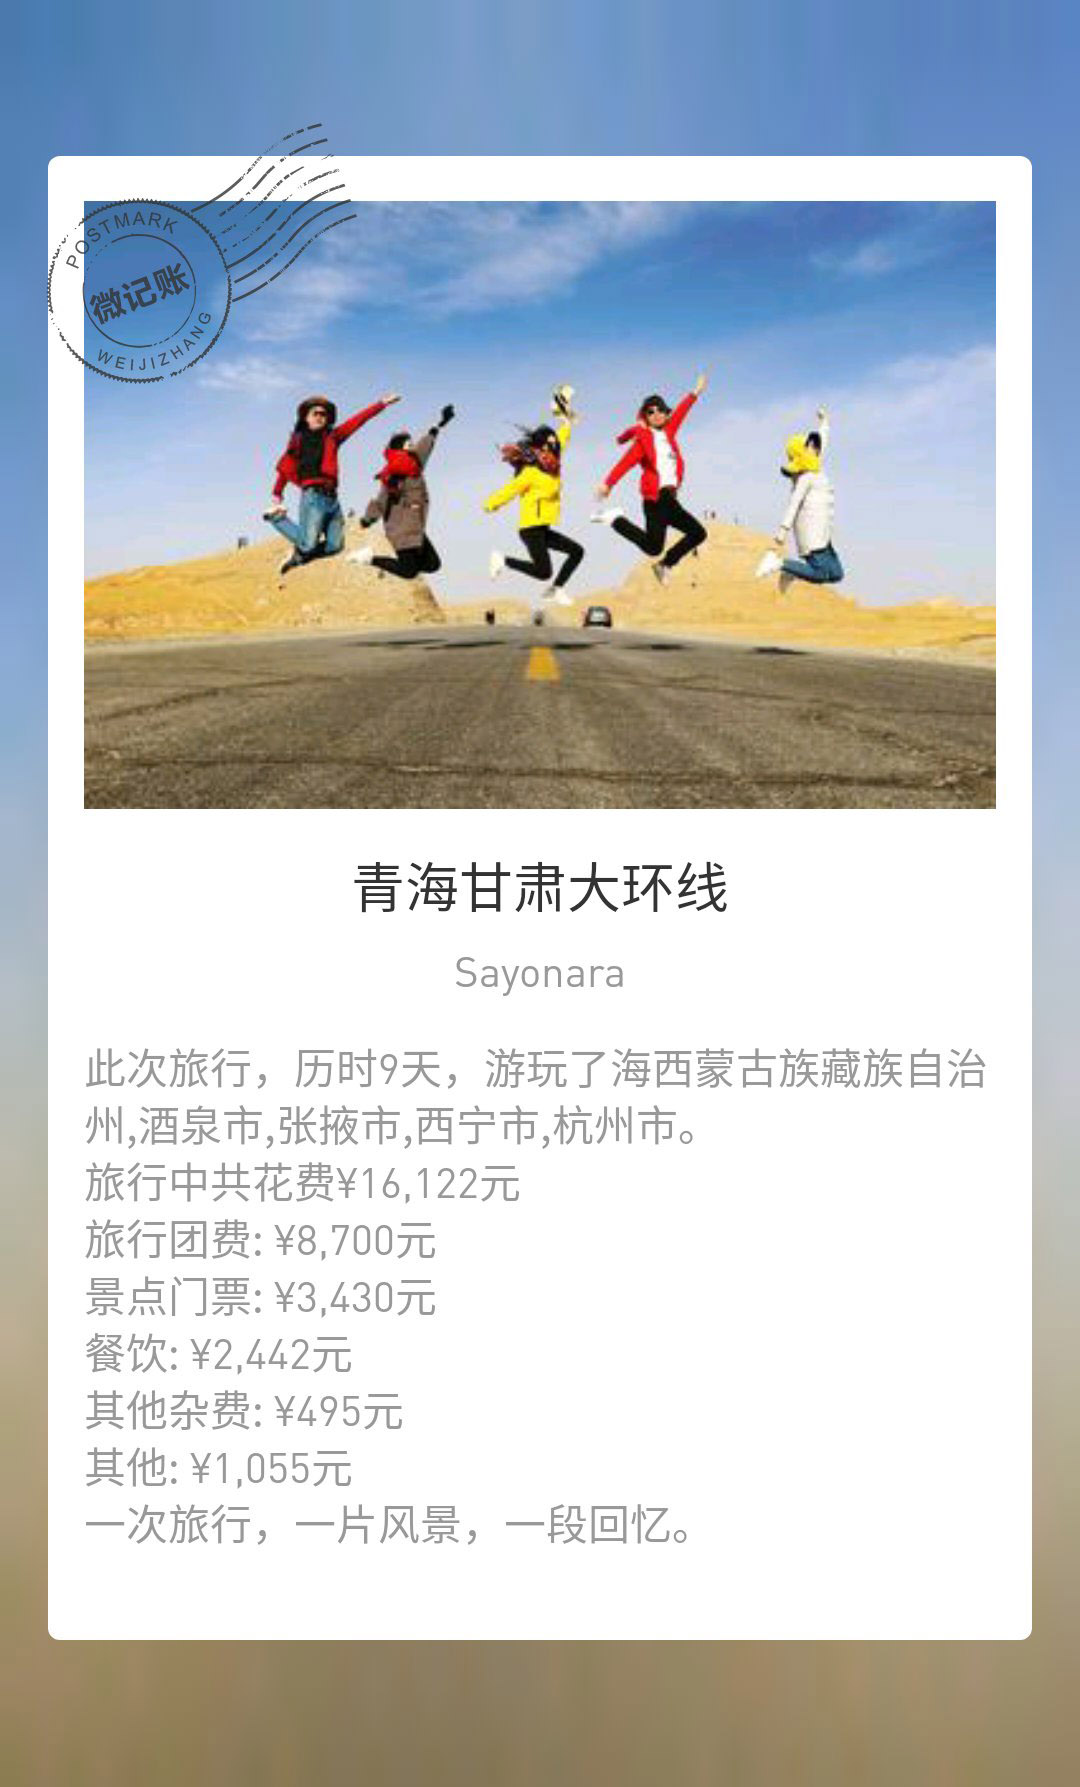 POSTMARK
微记账
WEIJIZHANG
青海甘肃大环线
Sayonara
此次旅行，历时9天，游玩了海西蒙古族藏族自治
州,酒泉市,张掖市,西宁市,杭州市。
旅行中共花费¥16,122元
旅行团费: ¥8,700元
景点门票: ¥3,430元
餐饮: ¥2,442元
其他杂费: ¥495元
其他: ¥1,055元
一次旅行，一片风景，一段回忆。